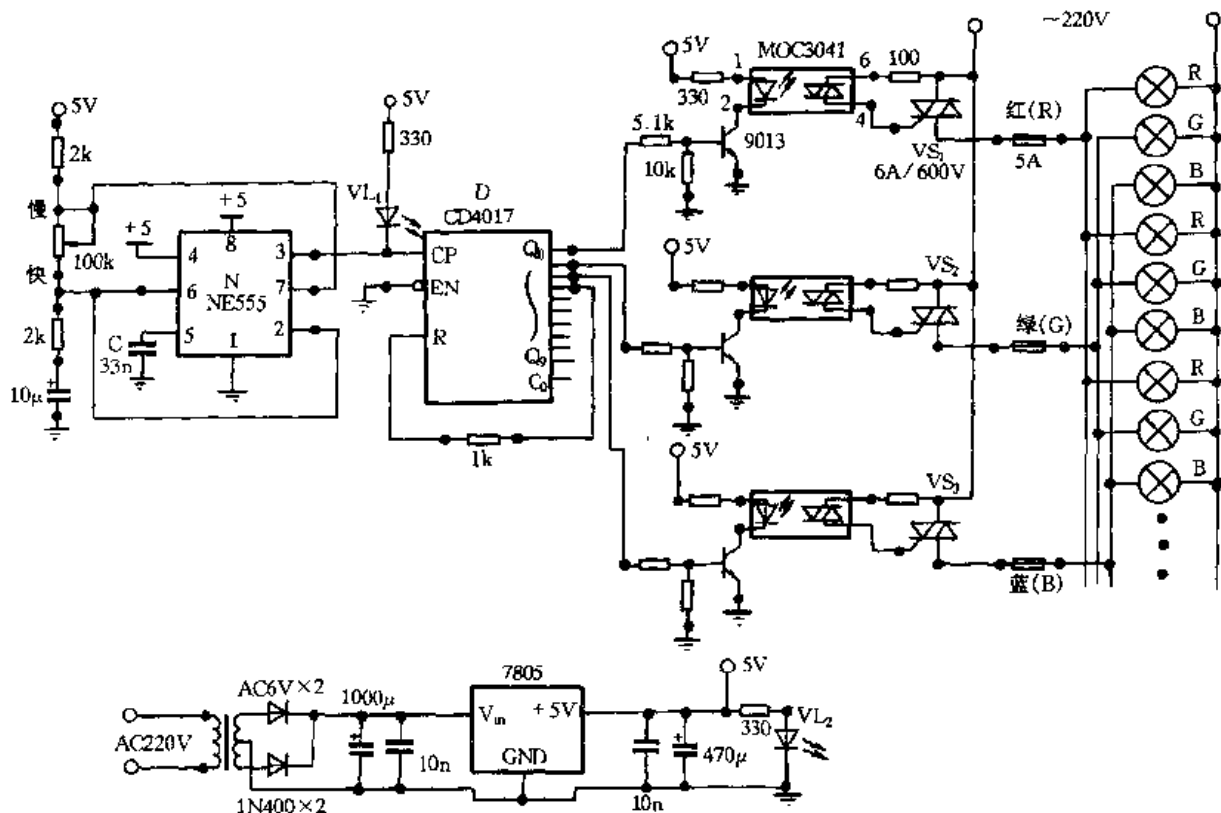 ~220V
5V
MOC3041
1
6
100
330
2
4
R
5V
330
2k
5.1k
9013
10k
VS₁
6A/600V
红(R)
5A
G
B
慢
+5
+5
VL₁
D
CD4017
100k
快
4
8
3
N
NE555
6
7
5
1
2
CP
EN
R
Q₀
Q₉
C₀
2k
C
33n
10μ
1k
5V
VS₂
绿(G)
R
G
B
R
G
B
5V
VS₃
蓝(B)
AC220V
AC6V×2
1N400×2
1000μ
10n
7805
Vin
+5V
GND
10n
470μ
5V
330
VL₂